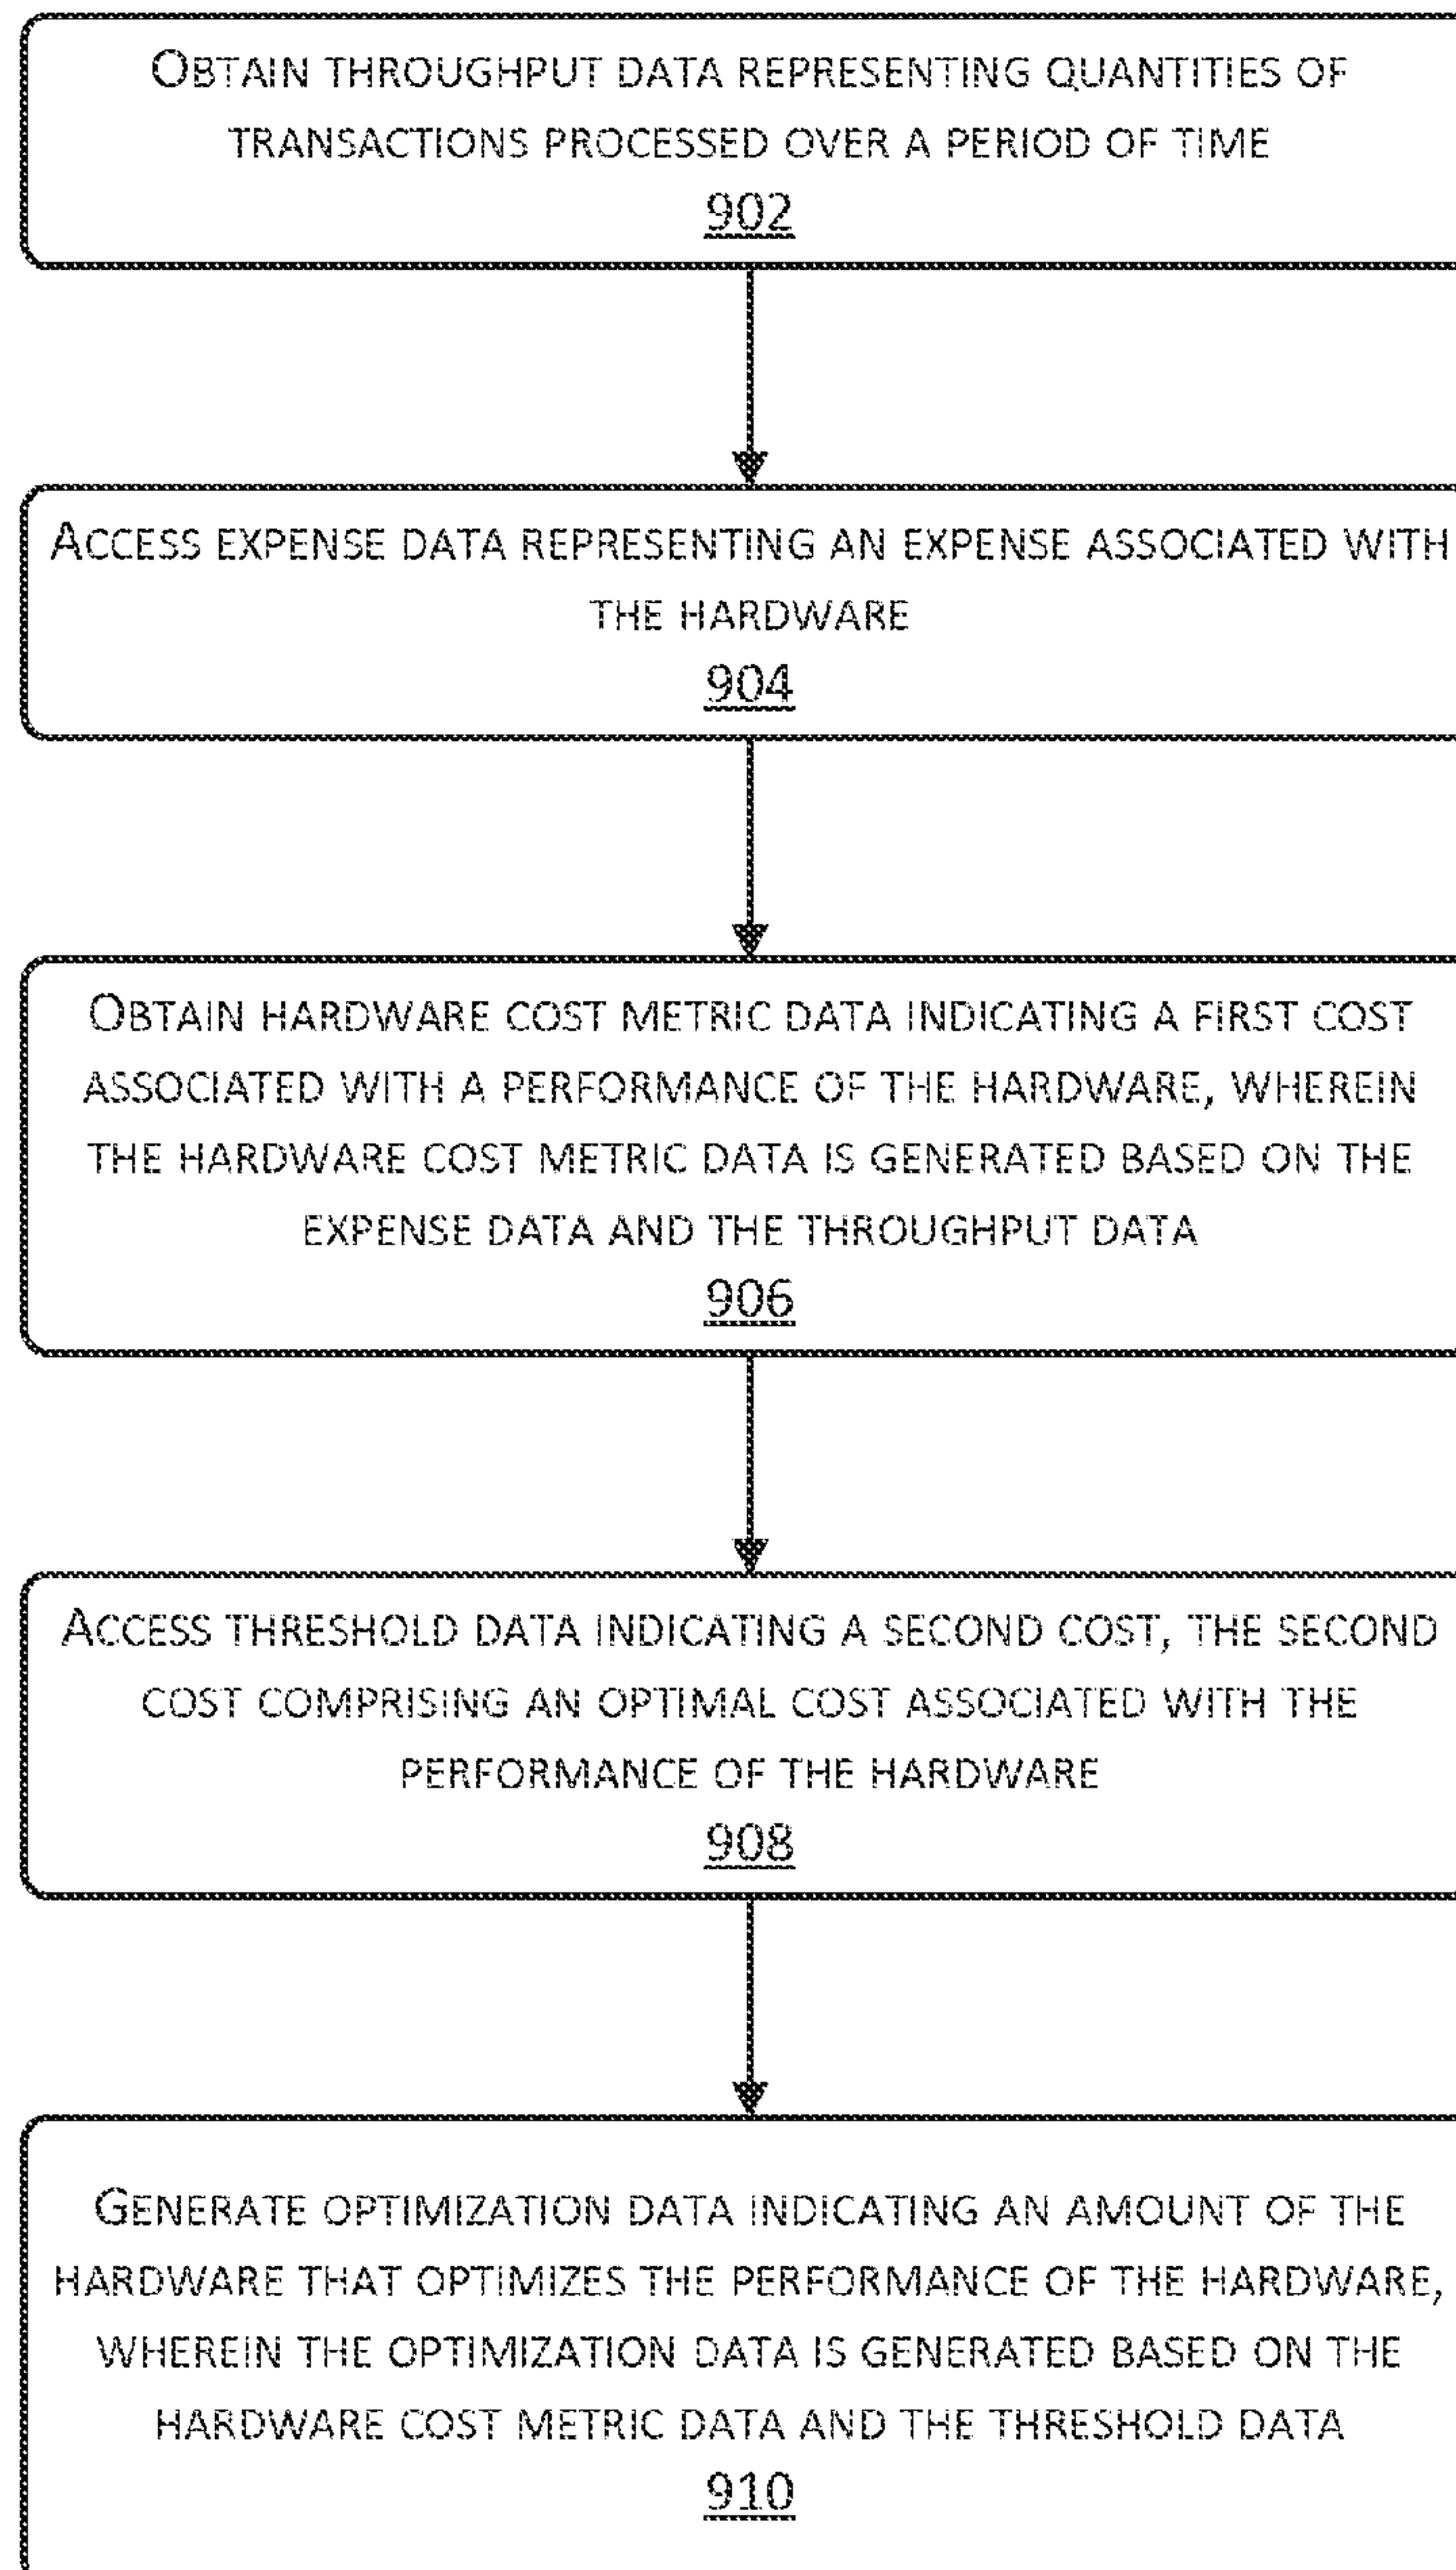 OBTAIN THROUGHPUT DATA REPRESENTING QUANTITIES OF
TRANSACTIONS PROCESSED OVER A PERIOD OF TIME
902
ACCESS EXPENSE DATA REPRESENTING AN EXPENSE ASSOCIATED WITH
THE HARDWARE
904
OBTAIN HARDWARE COST METRIC DATA INDICATING A FIRST COST
ASSOCIATED WITH A PERFORMANCE OF THE HARDWARE, WHEREIN
THE HARDWARE COST METRIC DATA IS GENERATED BASED ON THE
EXPENSE DATA AND THE THROUGHPUT DATA
906
ACCESS THRESHOLD DATA INDICATING A SECOND COST, THE SECOND
COST COMPRISING AN OPTIMAL COST ASSOCIATED WITH THE
PERFORMANCE OF THE HARDWARE
908
GENERATE OPTIMIZATION DATA INDICATING AN AMOUNT OF THE
HARDWARE THAT OPTIMIZES THE PERFORMANCE OF THE HARDWARE,
WHEREIN THE OPTIMIZATION DATA IS GENERATED BASED ON THE
HARDWARE COST METRIC DATA AND THE THRESHOLD DATA
910